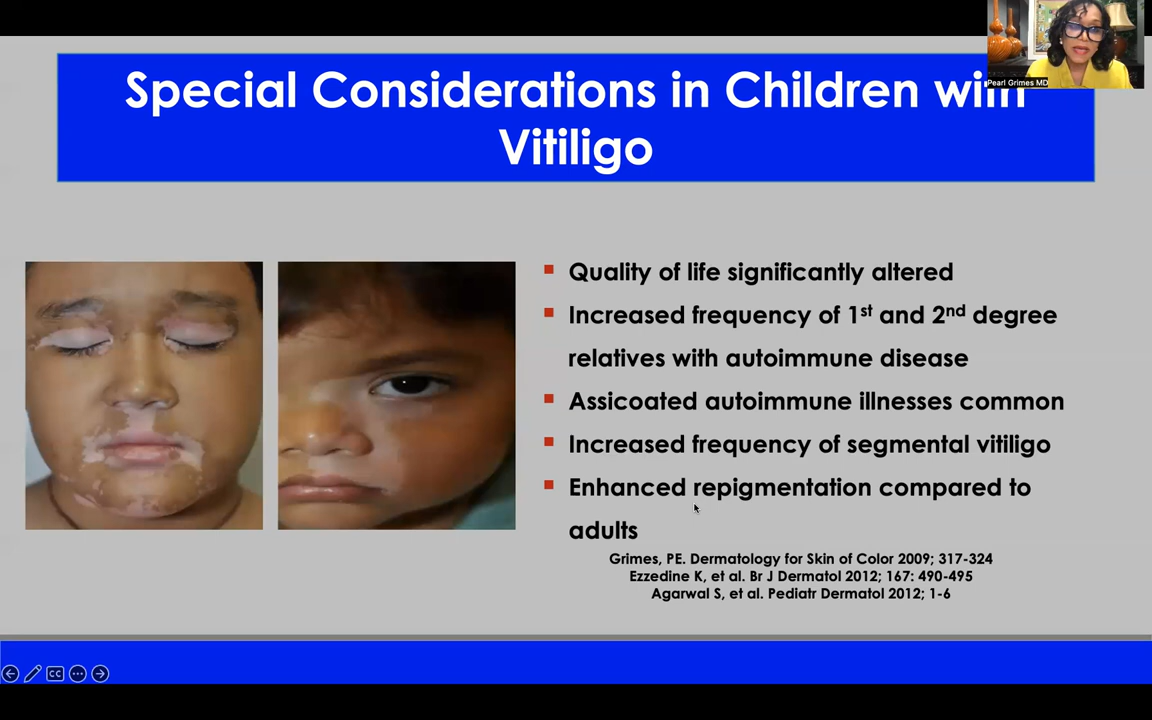 Special Considerations in Children with
Vitiligo
Pearl Grimes MD
Quality of life significantly altered
Increased frequency of 1st and 2nd degree
relatives with autoimmune disease
Assicoated autoimmune illnesses common
Increased frequency of segmental vitiligo
Enhanced repigmentation compared to
adults
Grimes, PE. Dermatology for Skin of Color 2009; 317-324
Ezzedine K, et al. Br J Dermatol 2012; 167: 490-495
Agarwal S, et al. Pediatr Dermatol 2012; 1-6
CC